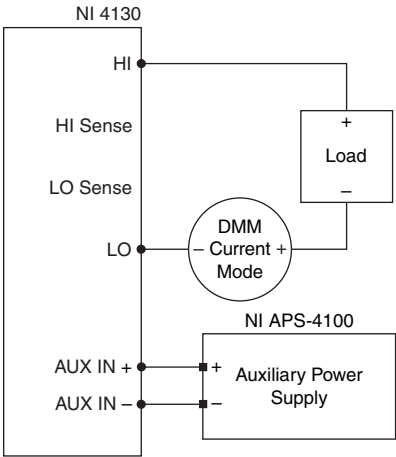 NI 4130
HI
+
HI Sense
Load
LO Sense
–
DMM
LO
– Current +
Mode
NI APS-4100
AUX IN +
+
Auxiliary Power
Supply
AUX IN –
–